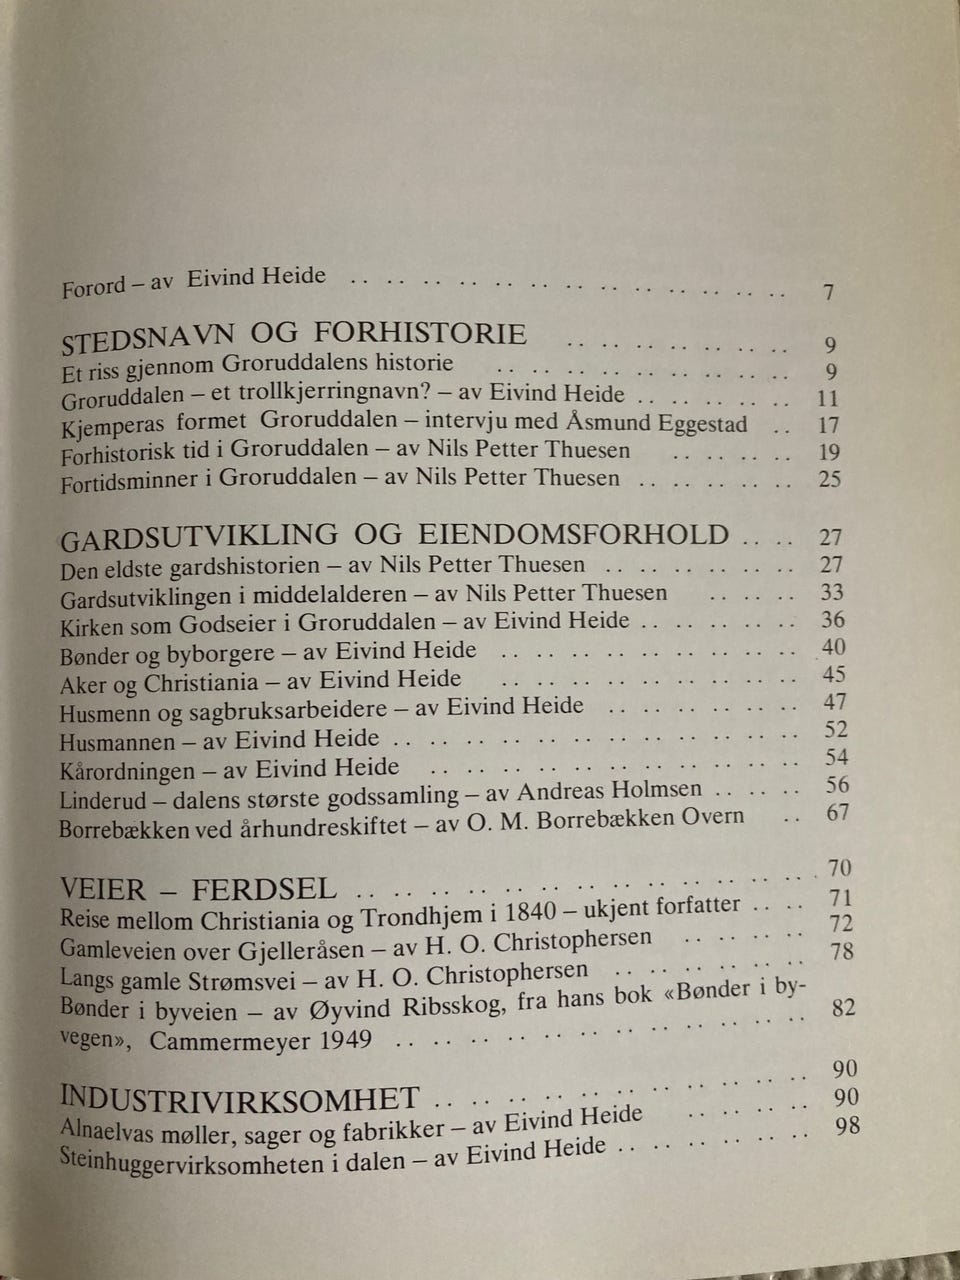 Forord – av Eivind Heide .. .. .. .. .. .. .. .. .. .. .. .. .. 7
STEDSNAVN OG FORHISTORIE .. .. .. .. .. .. .. 9
Et riss gjennom Groruddalens historie .. .. .. .. .. .. .. .. .. 9
Groruddalen – et trollkjerringnavn? – av Eivind Heide .. .. .. .. .. 11
Kjemperas formet Groruddalen – intervju med Åsmund Eggestad .. 17
Forhistorisk tid i Groruddalen – av Nils Petter Thuesen .. .. .. .. 19
Fortidsminner i Groruddalen – av Nils Petter Thuesen .. .. .. .. .. 25
GARDSUTVIKLING OG EIENDOMSFORHOLD .. .. 27
Den eldste gardshistorien – av Nils Petter Thuesen .. .. .. .. .. .. 27
Gardsutviklingen i middelalderen – av Nils Petter Thuesen .. .. .. 33
Kirken som Godseier i Groruddalen – av Eivind Heide .. .. .. .. .. 36
Bønder og byborgere – av Eivind Heide .. .. .. .. .. .. .. .. .. 40
Aker og Christiania – av Eivind Heide .. .. .. .. .. .. .. .. .. 45
Husmenn og sagbruksarbeidere – av Eivind Heide .. .. .. .. .. .. 47
Husmannen – av Eivind Heide .. .. .. .. .. .. .. .. .. .. .. .. 52
Kårordningen – av Eivind Heide .. .. .. .. .. .. .. .. .. .. .. 54
Linderud – dalens største godssamling – av Andreas Holmsen .. .. .. 56
Borrebækken ved århundreskiftet – av O. M. Borrebækken Overn .. 67
VEIER – FERDSEL .. .. .. .. .. .. .. .. .. .. .. .. .. 70
Reise mellom Christiania og Trondhjem i 1840 – ukjent forfatter .. .. 71
Gamleveien over Gjelleråsen – av H. O. Christophersen .. .. .. .. 72
Langs gamle Strømsvei – av H. O. Christophersen .. .. .. .. .. .. 78
Bønder i byveien – av Øyvind Ribsskog, fra hans bok «Bønder i by-
vegen», Cammermeyer 1949 .. .. .. .. .. .. .. .. .. .. .. .. 82
INDUSTRIVIRKSOMHET .. .. .. .. .. .. .. .. .. .. .. 90
Alnaelvas møller, sager og fabrikker – av Eivind Heide .. .. .. .. 90
Steinhuggervirksomheten i dalen – av Eivind Heide .. .. .. .. .. .. 98